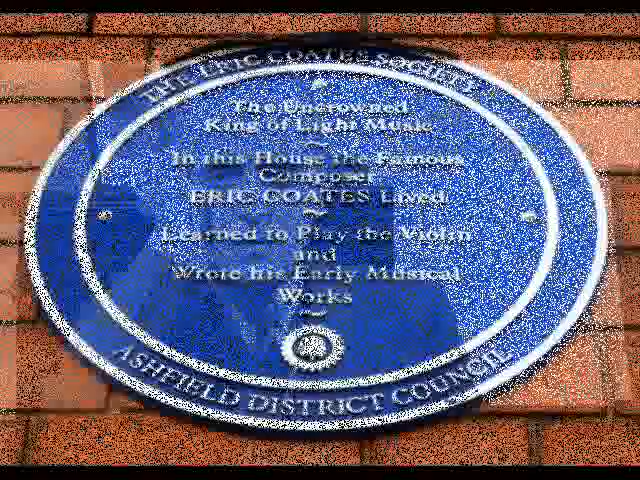 THE ERIC COATES SOCIETY
The Uncrowned
King of Light Music
In this House the Famous
Composer
ERIC COATES Lived
Learned to Play the Violin
and
Wrote his Early Musical
Works
ASHFIELD DISTRICT COUNCIL